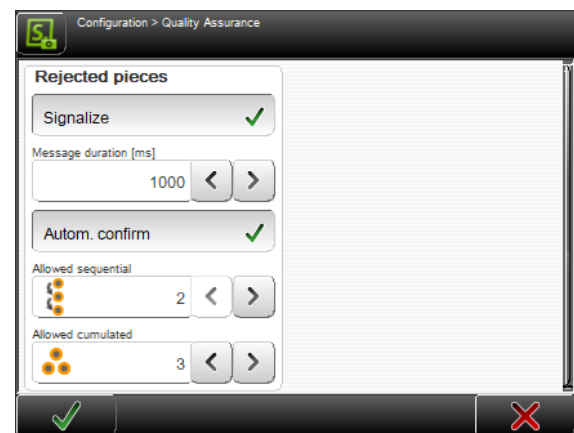 Configuration > Quality Assurance
Rejected pieces
Signalize
Message duration [ms]
1000
Autom. confirm
Allowed sequential
2
Allowed cumulated
3